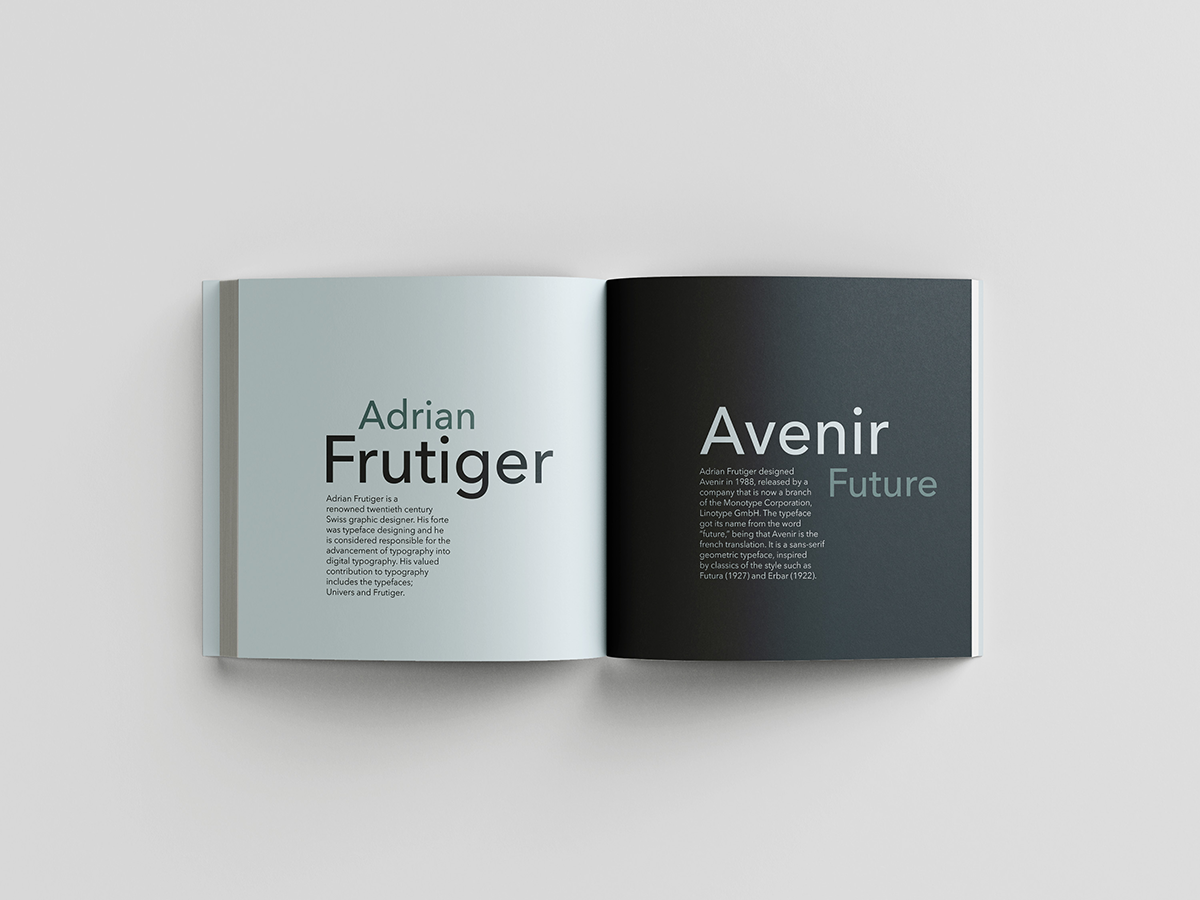 Adrian
Frutiger
Adrian Frutiger is a
renowned twentieth century
Swiss graphic designer. His forte
was typeface designing and he
is considered responsible for the
advancement of typography into
digital typography. His valued
contribution to typography
includes the typefaces;
Univers and Frutiger.
Avenir
Future
Adrian Frutiger designed
Avenir in 1988, released by a
company that is now a branch
of the Monotype Corporation,
Linotype GmbH. The typeface
got its name from the word
“future,” being that Avenir is the
french translation. It is a sans-serif
geometric typeface, inspired
by classics of the style such as
Futura (1927) and Erbar (1922).